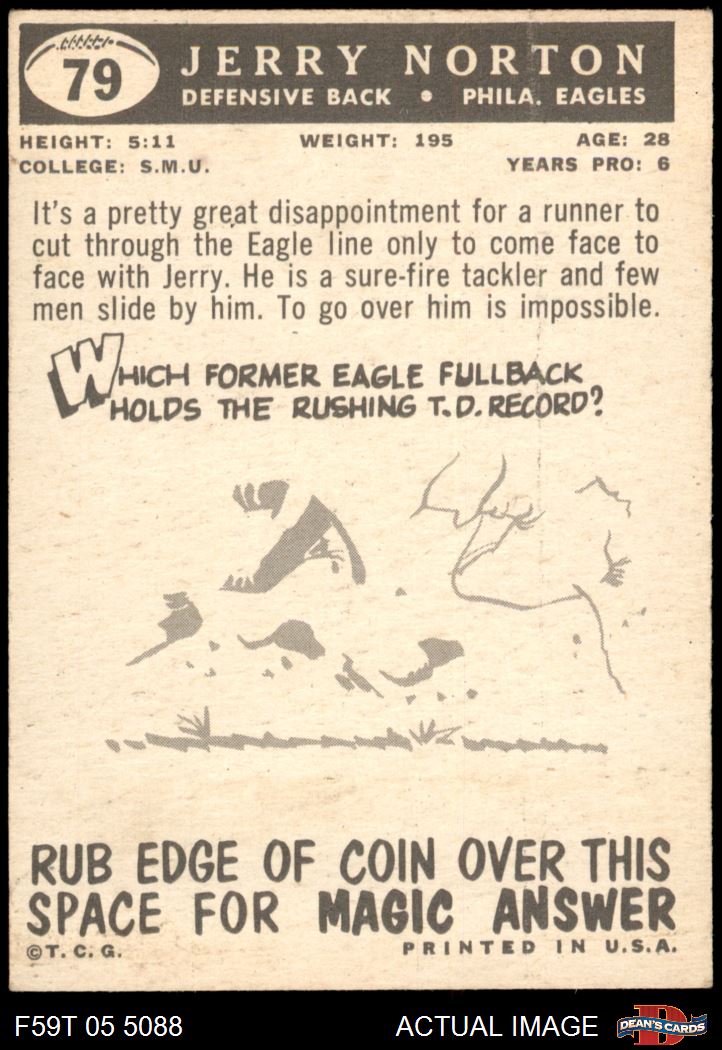 79
JERRY NORTON
DEFENSIVE BACK • PHILA. EAGLES
HEIGHT: 5:11 WEIGHT: 195 AGE: 28
COLLEGE: S.M.U. YEARS PRO: 6
It's a pretty great disappointment for a runner to
cut through the Eagle line only to come face to
face with Jerry. He is a sure-fire tackler and few
men slide by him. To go over him is impossible.
WHICH FORMER EAGLE FULLBACK
HOLDS THE RUSHING T.D. RECORD?
RUB EDGE OF COIN OVER THIS
SPACE FOR MAGIC ANSWER
©T. C. G. PRINTED IN U.S.A.
F59T 05 5088 ACTUAL IMAGE D DEAN'S CARDS